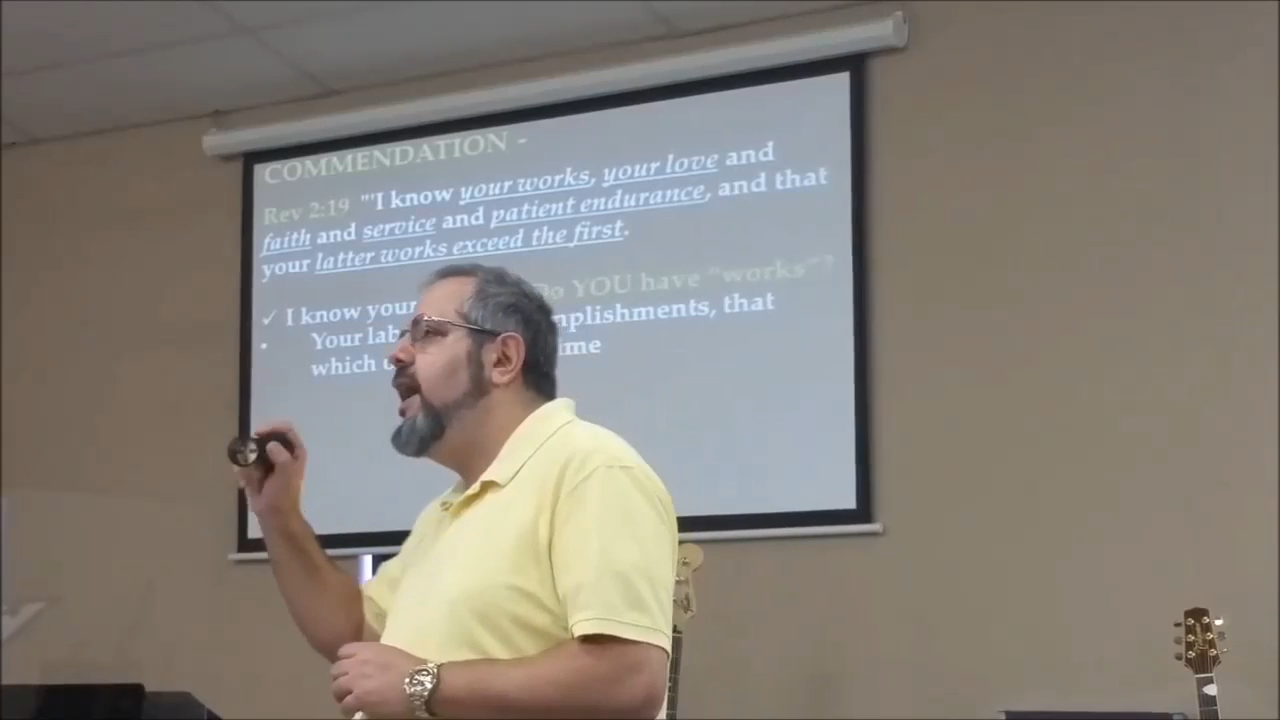 COMMENDATION -
Rev 2:19 "'I know your works, your love and
faith and service and patient endurance, and that
your latter works exceed the first.
✓ I know your Do YOU have "works"?
• Your lab mplishments, that
which time